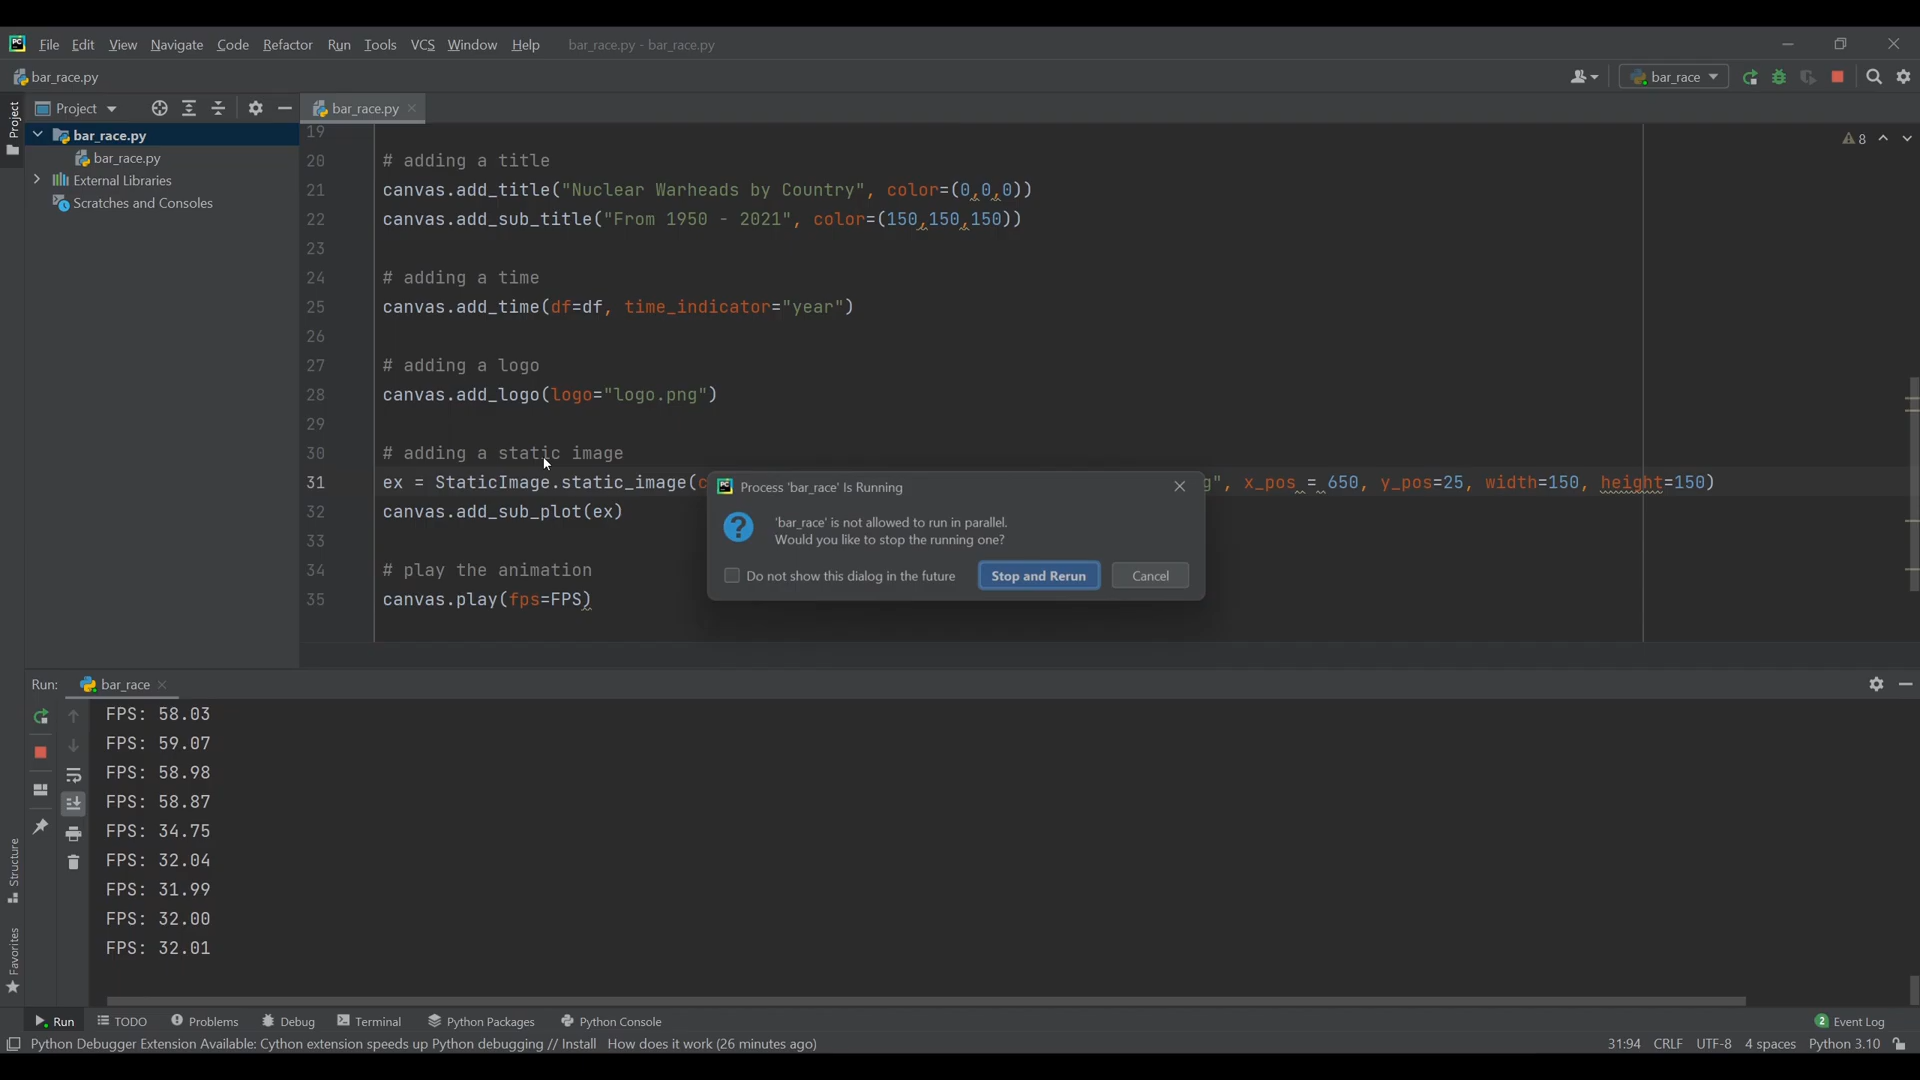 File Edit View Navigate Code Refactor Run Tools VCS Window Help bar_race.py - bar_race.py
bar_race.py
bar_race
Project
Project
bar_race.py
bar_race.py
bar_race.py
External Libraries
Scratches and Consoles
8
19
20 # adding a title
21 canvas.add_title("Nuclear Warheads by Country", color=(0,0,0))
22 canvas.add_sub_title("From 1950 - 2021", color=(150,150,150))
23
24 # adding a time
25 canvas.add_time(df=df, time_indicator="year")
26
27 # adding a logo
28 canvas.add_logo(logo="logo.png")
29
30 # adding a static image
31 ex = StaticImage.static_image(c g", x_pos = 650, y_pos=25, width=150, height=150)
32 canvas.add_sub_plot(ex)
33
34 # play the animation
35 canvas.play(fps=FPS)
Process 'bar_race' Is Running
'bar_race' is not allowed to run in parallel.
Would you like to stop the running one?
Do not show this dialog in the future Stop and Rerun Cancel
Run: bar_race
FPS: 58.03
FPS: 59.07
FPS: 58.98
FPS: 58.87
FPS: 34.75
FPS: 32.04
FPS: 31.99
FPS: 32.00
FPS: 32.01
Structure
Favorites
Run TODO Problems Debug Terminal Python Packages Python Console 2 Event Log
Python Debugger Extension Available: Cython extension speeds up Python debugging // Install How does it work (26 minutes ago) 31:94 CRLF UTF-8 4 spaces Python 3.10